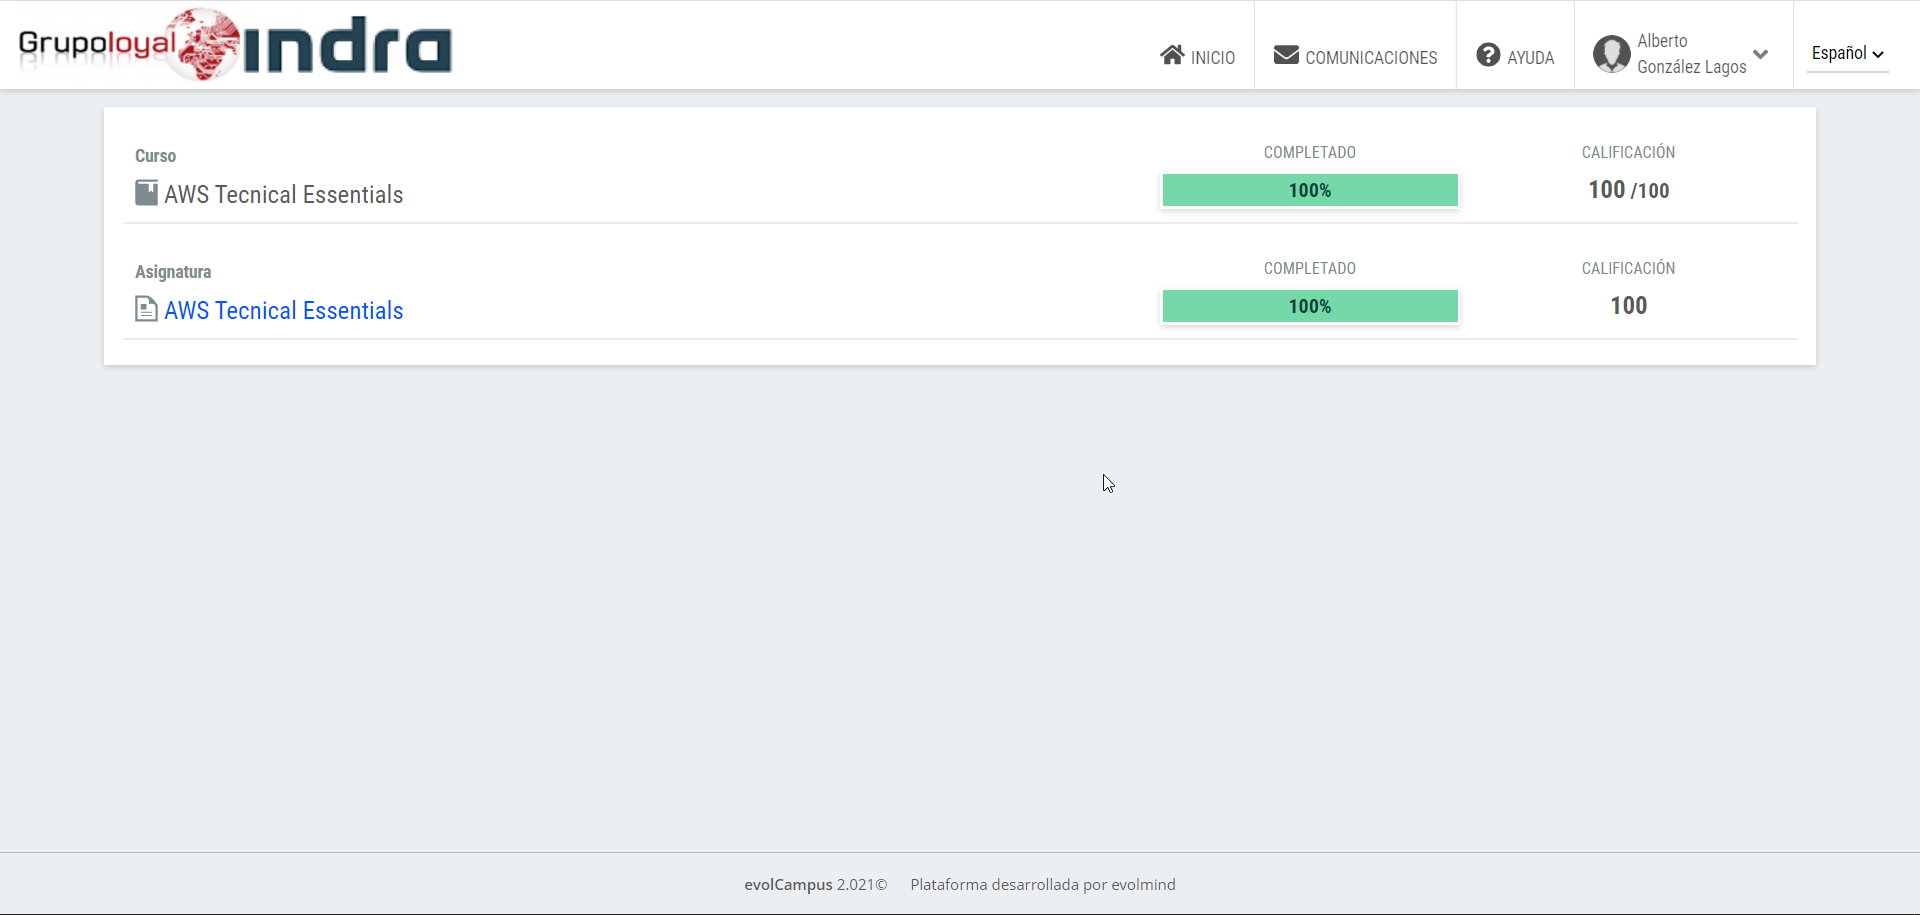 Grupoloyal indra
INICIO
COMUNICACIONES
AYUDA
Alberto
González Lagos
Español
Curso
COMPLETADO
CALIFICACIÓN
AWS Tecnical Essentials
100%
100 /100
Asignatura
COMPLETADO
CALIFICACIÓN
AWS Tecnical Essentials
100%
100
evolCampus 2.021© Plataforma desarrollada por evolmind